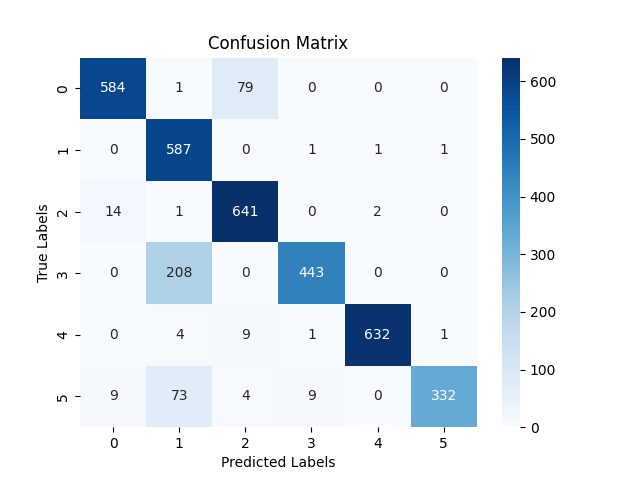 Confusion Matrix
True Labels
0 584 1 79 0 0 0
1 0 587 0 1 1 1
2 14 1 641 0 2 0
3 0 208 0 443 0 0
4 0 4 9 1 632 1
5 9 73 4 9 0 332
0 1 2 3 4 5
Predicted Labels
600
500
400
300
200
100
0